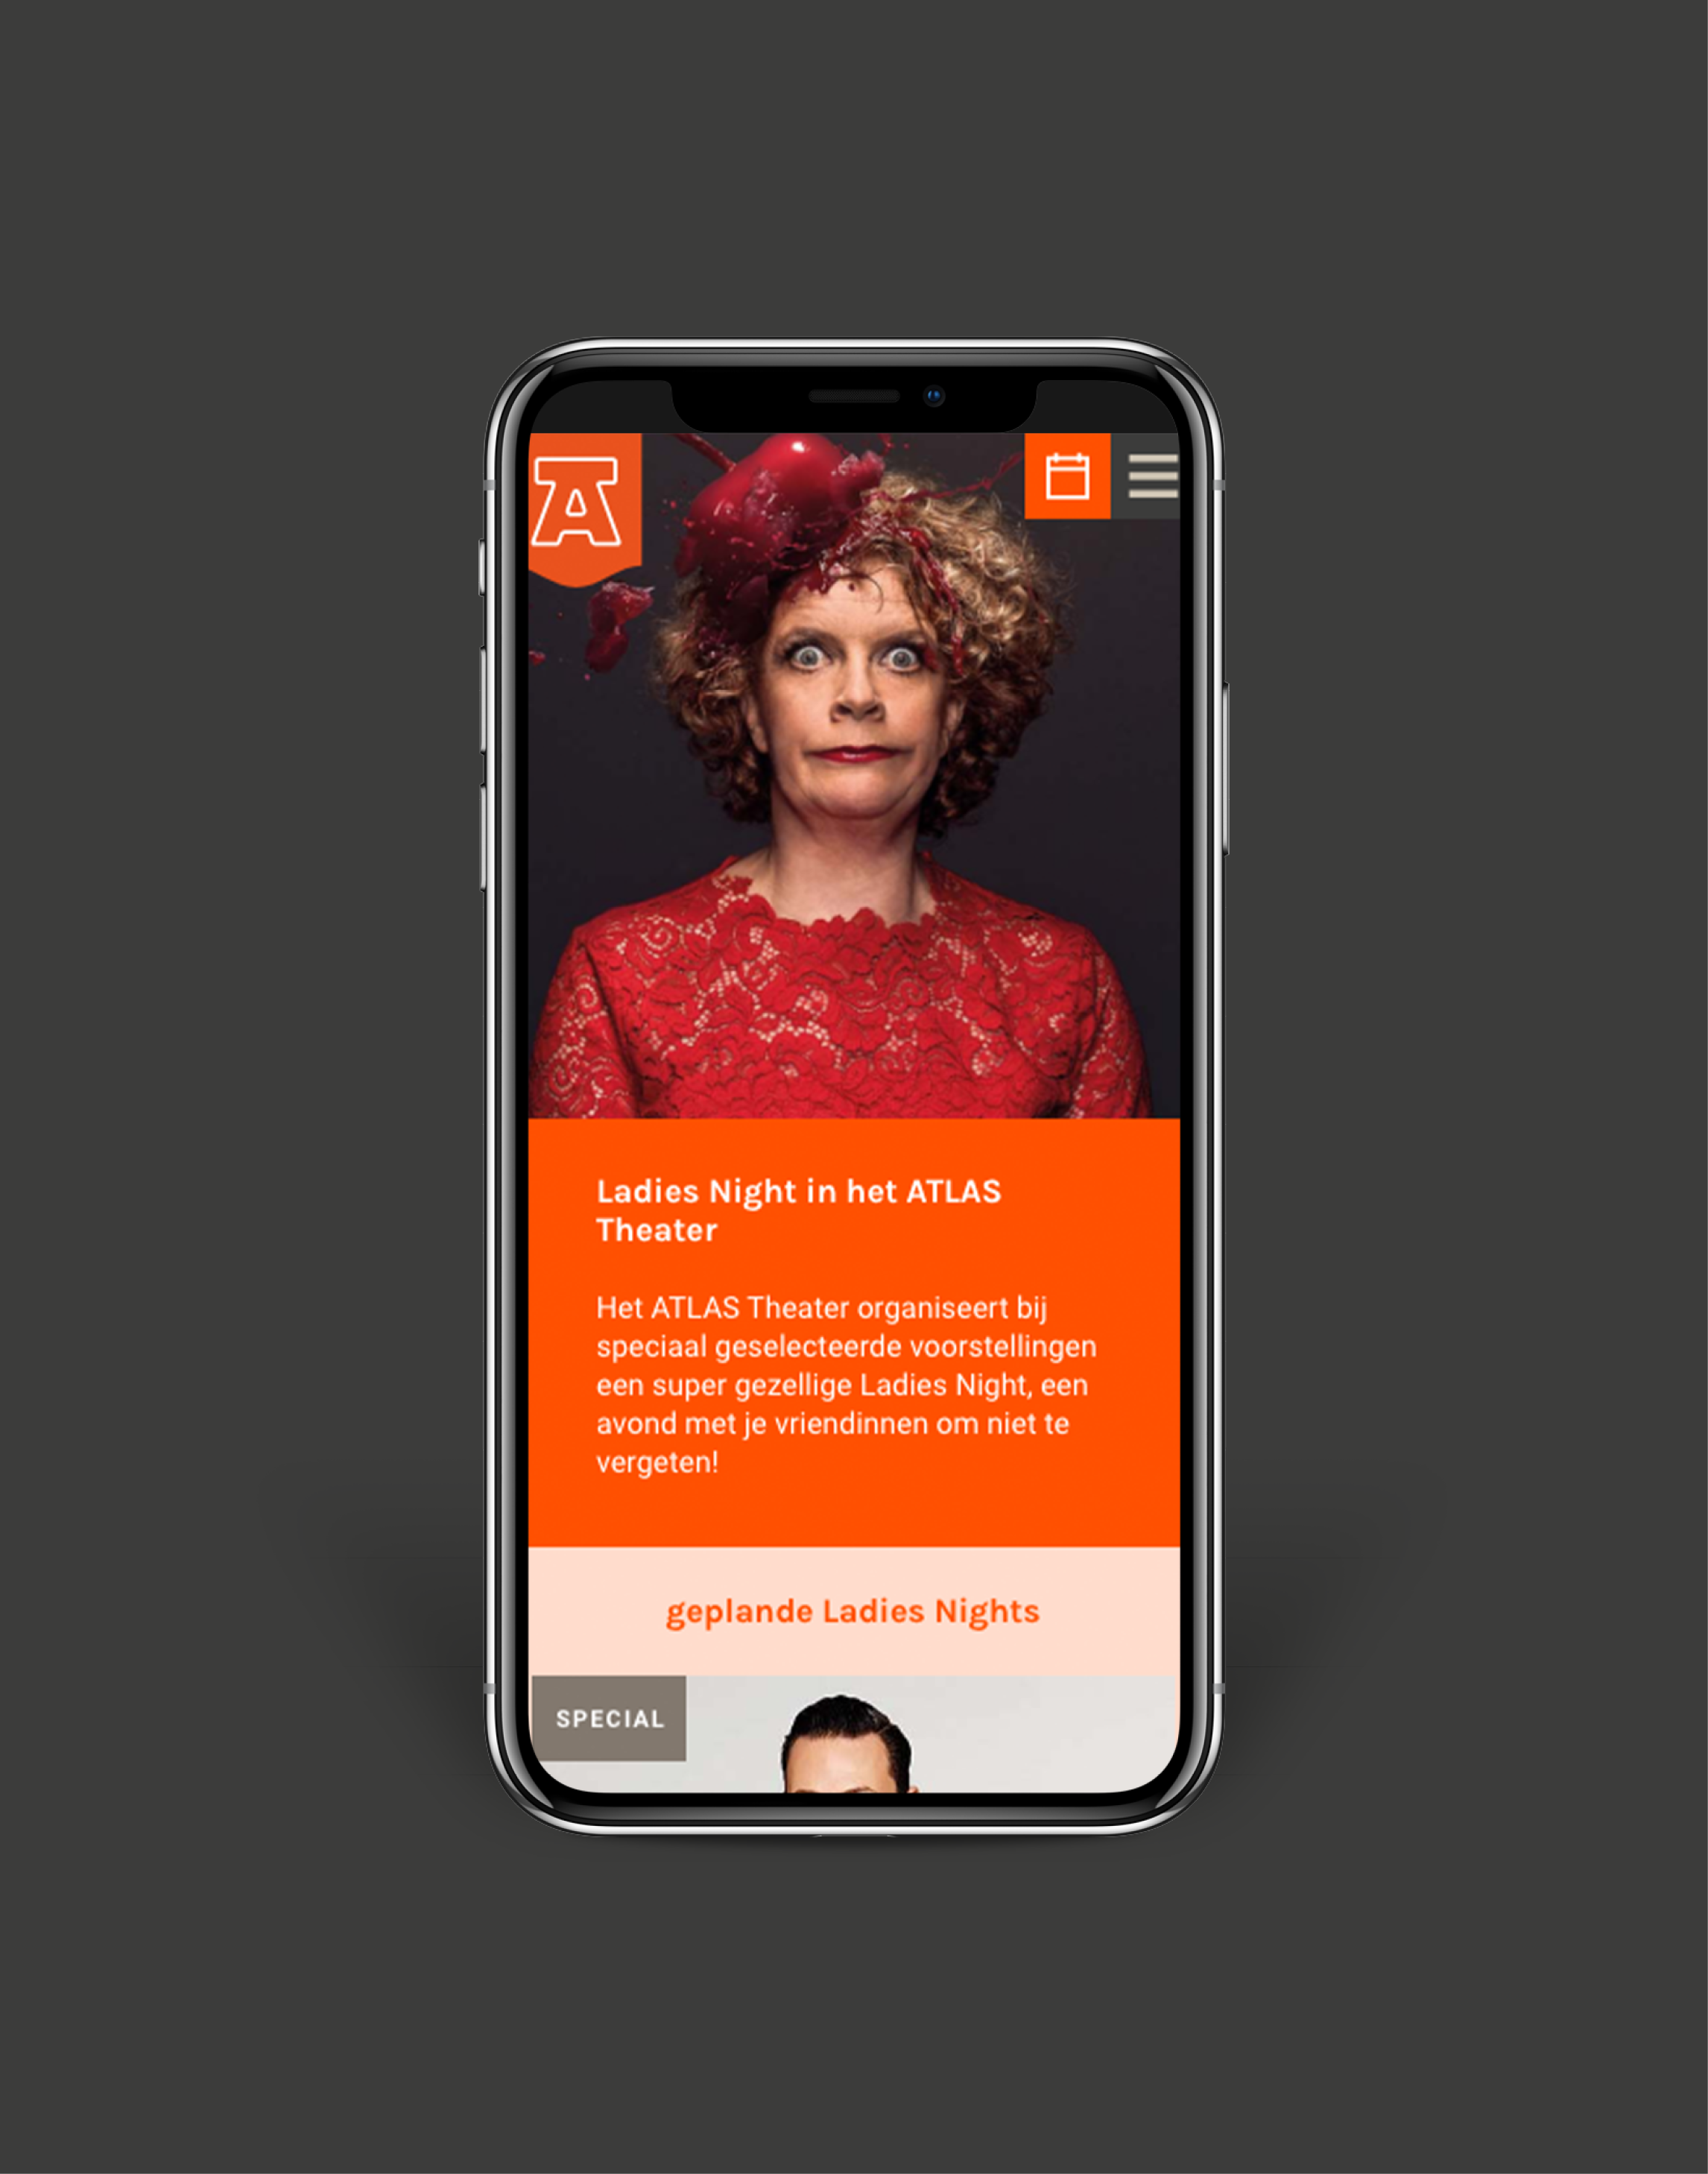 A
Ladies Night in het ATLAS
Theater
Het ATLAS Theater organiseert bij
speciaal geselecteerde voorstellingen
een super gezellige Ladies Night, een
avond met je vriendinnen om niet te
vergeten!
geplande Ladies Nights
SPECIAL